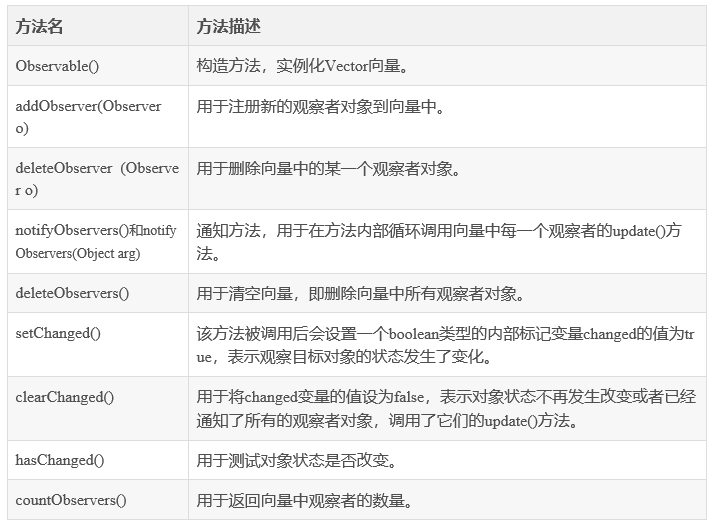 方法名
方法描述
Observable()
构造方法，实例化Vector向量。
addObserver(Observer
o)
用于注册新的观察者对象到向量中。
deleteObserver (Observe
r o)
用于删除向量中的某一个观察者对象。
notifyObservers()和notify
Observers(Object arg)
通知方法，用于在方法内部循环调用向量中每一个观察者的update()方
法。
deleteObservers()
用于清空向量，即删除向量中所有观察者对象。
setChanged()
该方法被调用后会设置一个boolean类型的内部标记变量changed的值为tr
ue，表示观察目标对象的状态发生了变化。
clearChanged()
用于将changed变量的值设为false，表示对象状态不再发生改变或者已经
通知了所有的观察者对象，调用了它们的update()方法。
hasChanged()
用于测试对象状态是否改变。
countObservers()
用于返回向量中观察者的数量。